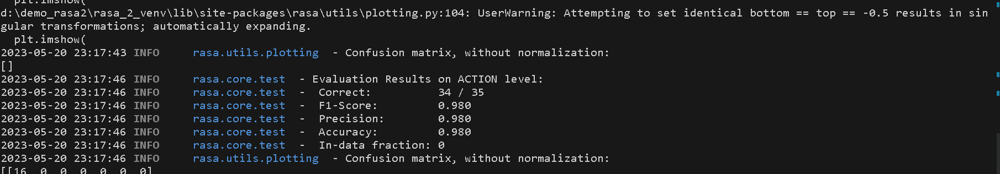 plt.imshow(
d:\demo_rasa2\rasa_2_venv\lib\site-packages\rasa\utils\plotting.py:104: UserWarning: Attempting to set identical bottom == top == -0.5 results in sin
gular transformations; automatically expanding.
  plt.imshow(
2023-05-20 23:17:43 INFO     rasa.utils.plotting  - Confusion matrix, without normalization:
[]
2023-05-20 23:17:46 INFO     rasa.core.test  - Evaluation Results on ACTION level:
2023-05-20 23:17:46 INFO     rasa.core.test  -  Correct:          34 / 35
2023-05-20 23:17:46 INFO     rasa.core.test  -  F1-Score:         0.980
2023-05-20 23:17:46 INFO     rasa.core.test  -  Precision:        0.980
2023-05-20 23:17:46 INFO     rasa.core.test  -  Accuracy:         0.980
2023-05-20 23:17:46 INFO     rasa.core.test  -  In-data fraction: 0
2023-05-20 23:17:46 INFO     rasa.utils.plotting  - Confusion matrix, without normalization:
[[16  0  0  0  0  0  0]